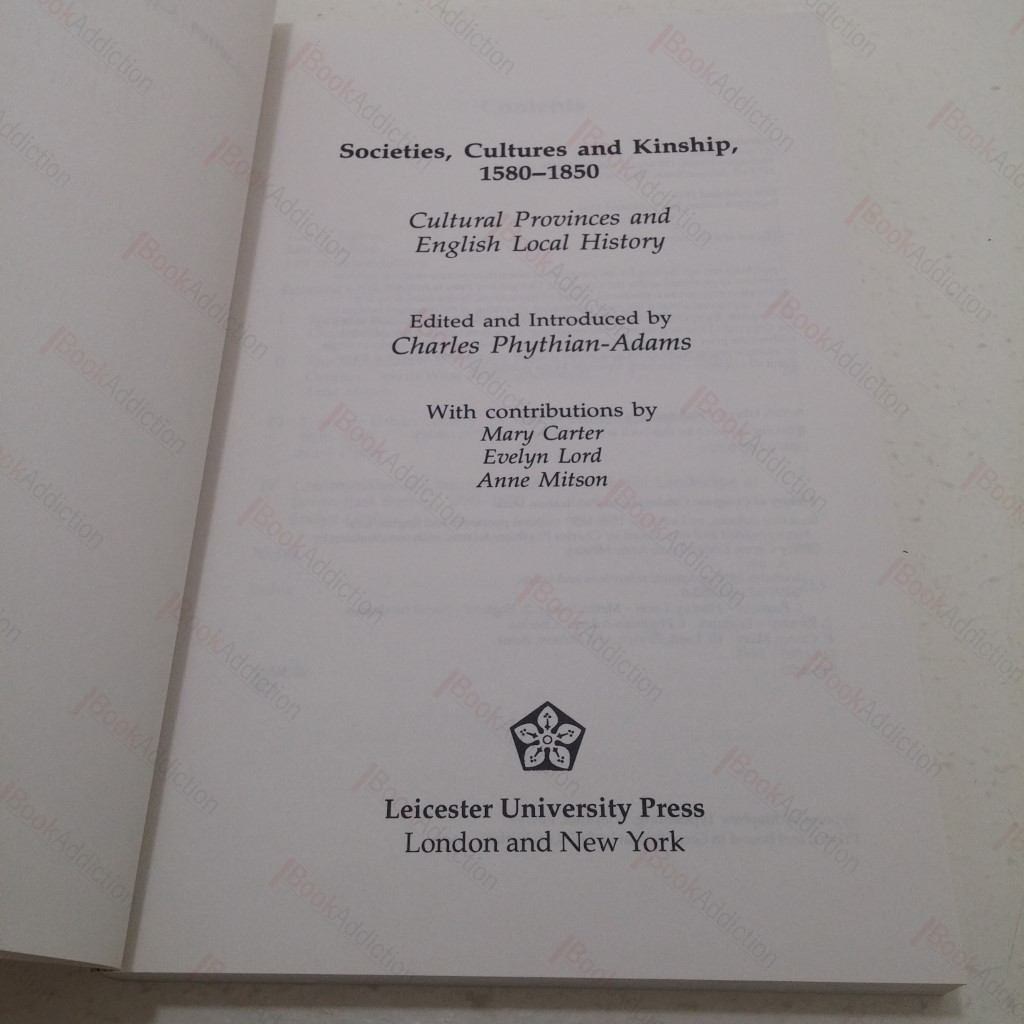 Societies, Cultures and Kinship,
1580–1850
Cultural Provinces and
English Local History
Edited and Introduced by
Charles Phythian-Adams
With contributions by
Mary Carter
Evelyn Lord
Anne Mitson
Leicester University Press
London and New York
BookAddiction